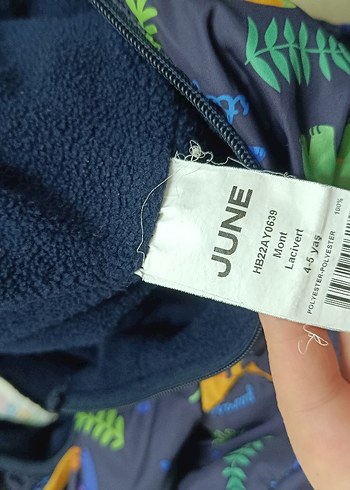 JUNE
HB22AY0639
Mont
Lacivert
4-5 yaş
POLYESTER-POLYESTER 100%